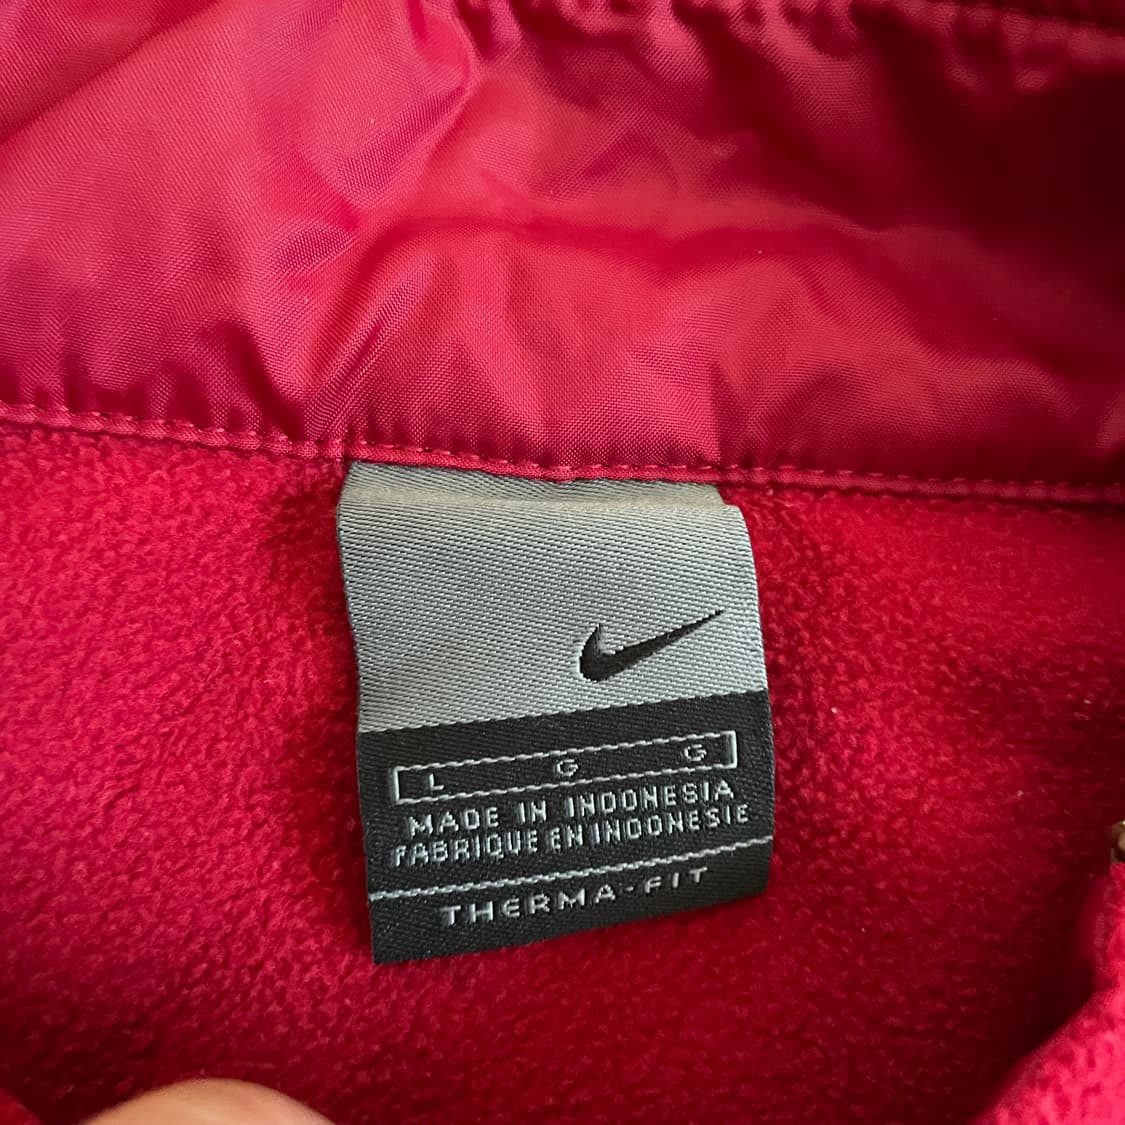 L G G
MADE IN INDONESIA
FABRIQUE EN INDONESIE
THERMA-FIT